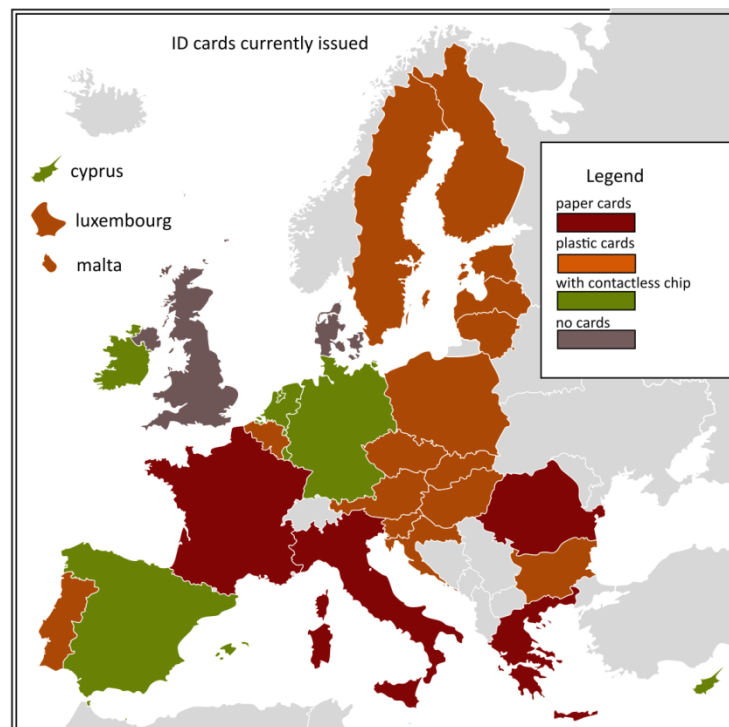 ID cards currently issued
cyprus
luxembourg
malta
Legend
paper cards
plastic cards
with contactless chip
no cards